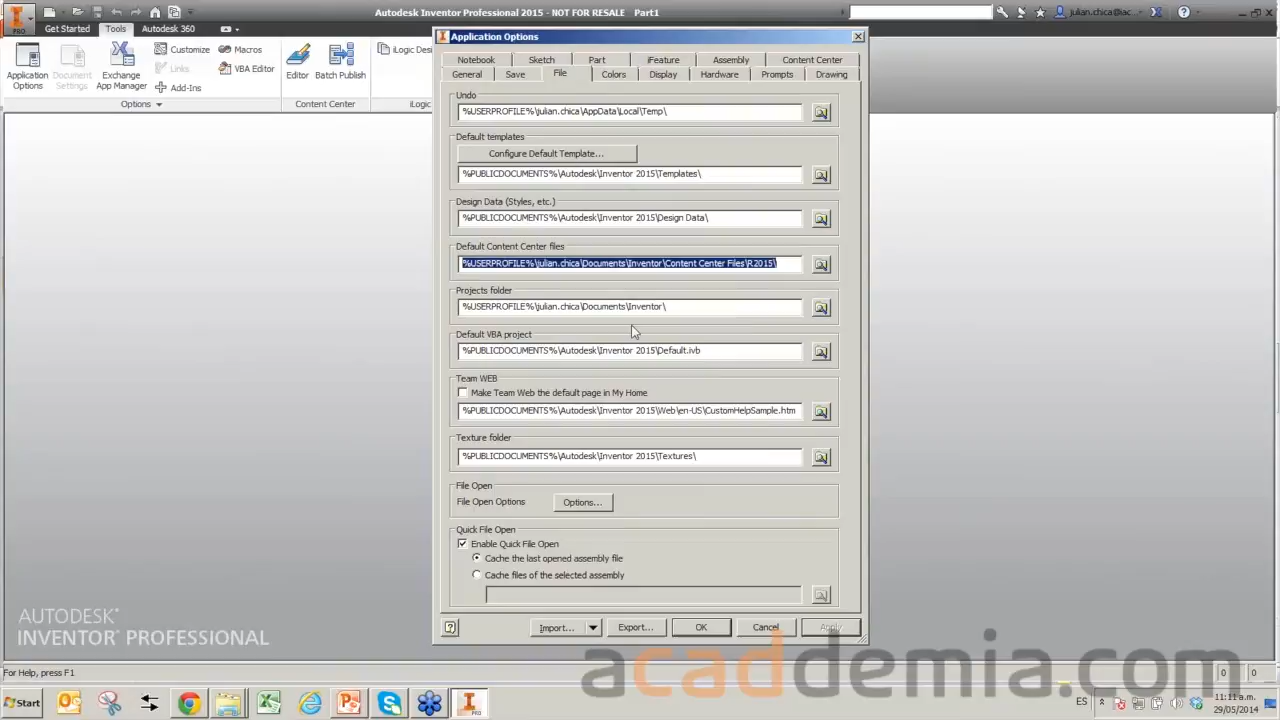 PRO
Autodesk Inventor Professional 2015 - NOT FOR RESALE Part1
julian.chica@iac
Get Started Tools Autodesk 360
Application Options
Document Settings
Exchange App Manager
Customize
Links
Add-Ins
Macros
VBA Editor
Editor
Batch Publish
iLogic Des
Options
Content Center
iLogic
Application Options
Notebook Sketch Part iFeature Assembly Content Center
General Save File Colors Display Hardware Prompts Drawing
Undo
%USERPROFILE%\julian.chica\AppData\Local\Temp\
Default templates
Configure Default Template...
%PUBLICDOCUMENTS%\Autodesk\Inventor 2015\Templates\
Design Data (Styles, etc.)
%PUBLICDOCUMENTS%\Autodesk\Inventor 2015\Design Data\
Default Content Center files
%USERPROFILE%\julian.chica\Documents\Inventor\Content Center Files\R2015\
Projects folder
%USERPROFILE%\julian.chica\Documents\Inventor\
Default VBA project
%PUBLICDOCUMENTS%\Autodesk\Inventor 2015\Default.ivb
Team WEB
Make Team Web the default page in My Home
%PUBLICDOCUMENTS%\Autodesk\Inventor 2015\Web\en-US\CustomHelpSample.htm
Texture folder
%PUBLICDOCUMENTS%\Autodesk\Inventor 2015\Textures\
File Open
File Open Options Options...
Quick File Open
Enable Quick File Open
Cache the last opened assembly file
Cache files of the selected assembly
Import... Export... OK Cancel Apply
AUTODESK®
INVENTOR® PROFESSIONAL®
acaddemia.com
For Help, press F1
0 0
Start
ES
11:11 a.m.
29/05/2014